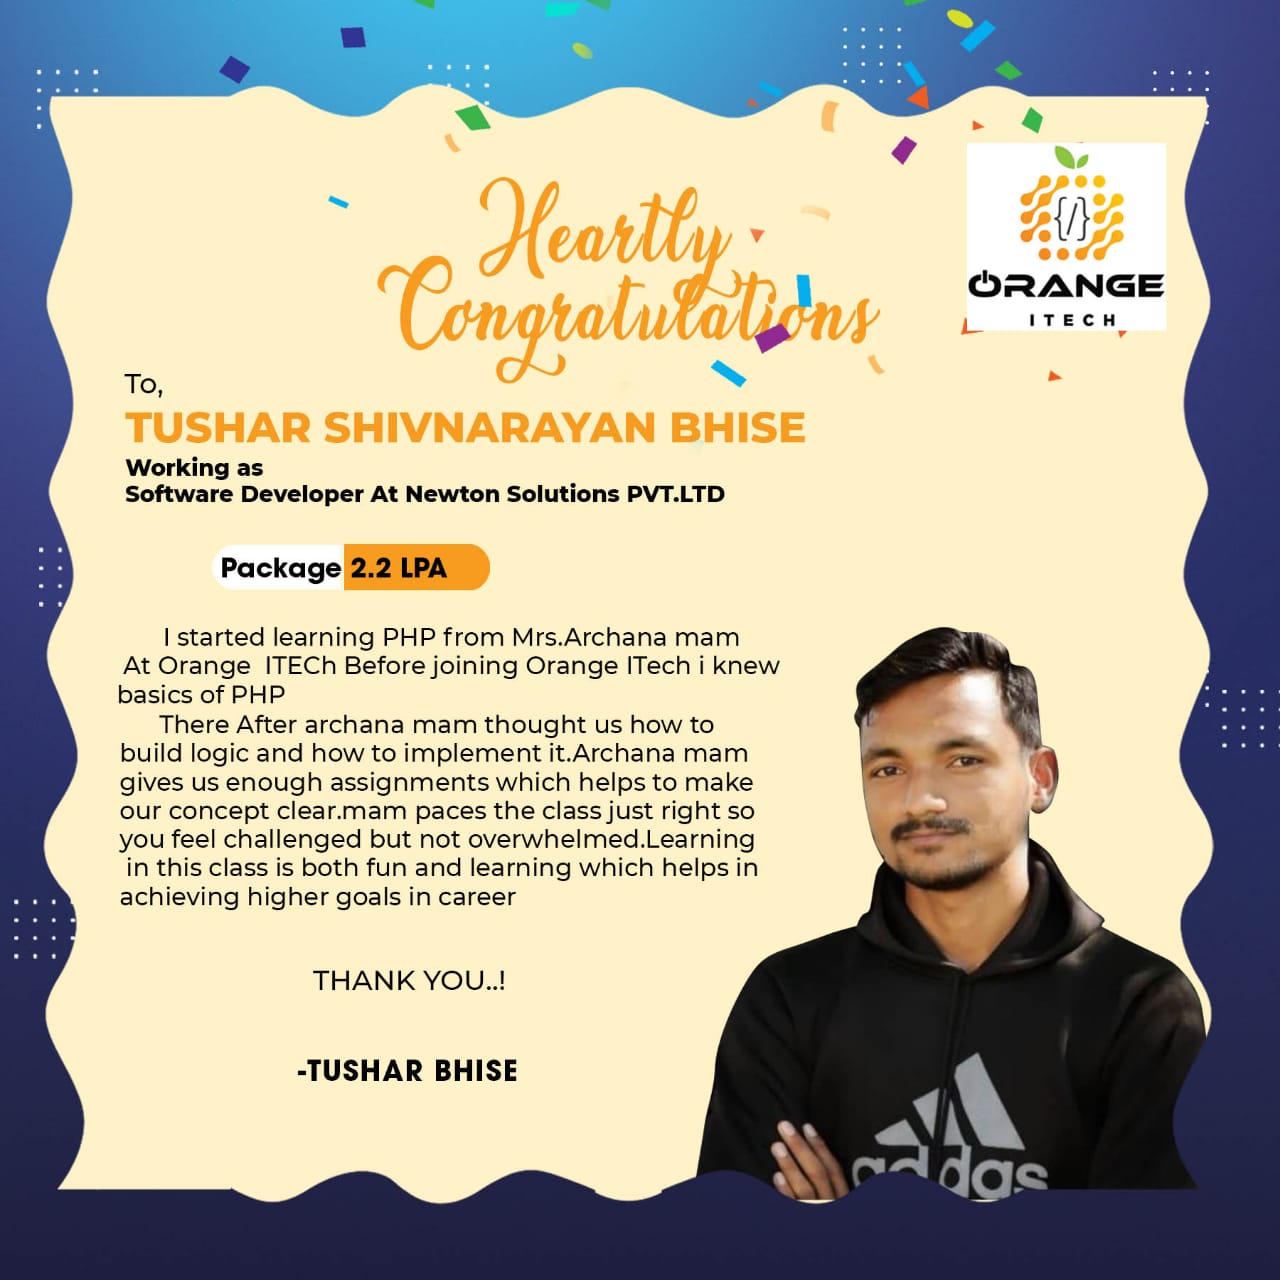 Heartly
Congratulations
ORANGE
ITECH
To,
TUSHAR SHIVNARAYAN BHISE
Working as
Software Developer At Newton Solutions PVT.LTD
Package 2.2 LPA
I started learning PHP from Mrs.Archana mam
At Orange ITECh Before joining Orange ITech i knew
basics of PHP
There After archana mam thought us how to
build logic and how to implement it.Archana mam
gives us enough assignments which helps to make
our concept clear.mam paces the class just right so
you feel challenged but not overwhelmed.Learning
in this class is both fun and learning which helps in
achieving higher goals in career
THANK YOU..!
-TUSHAR BHISE
adidas